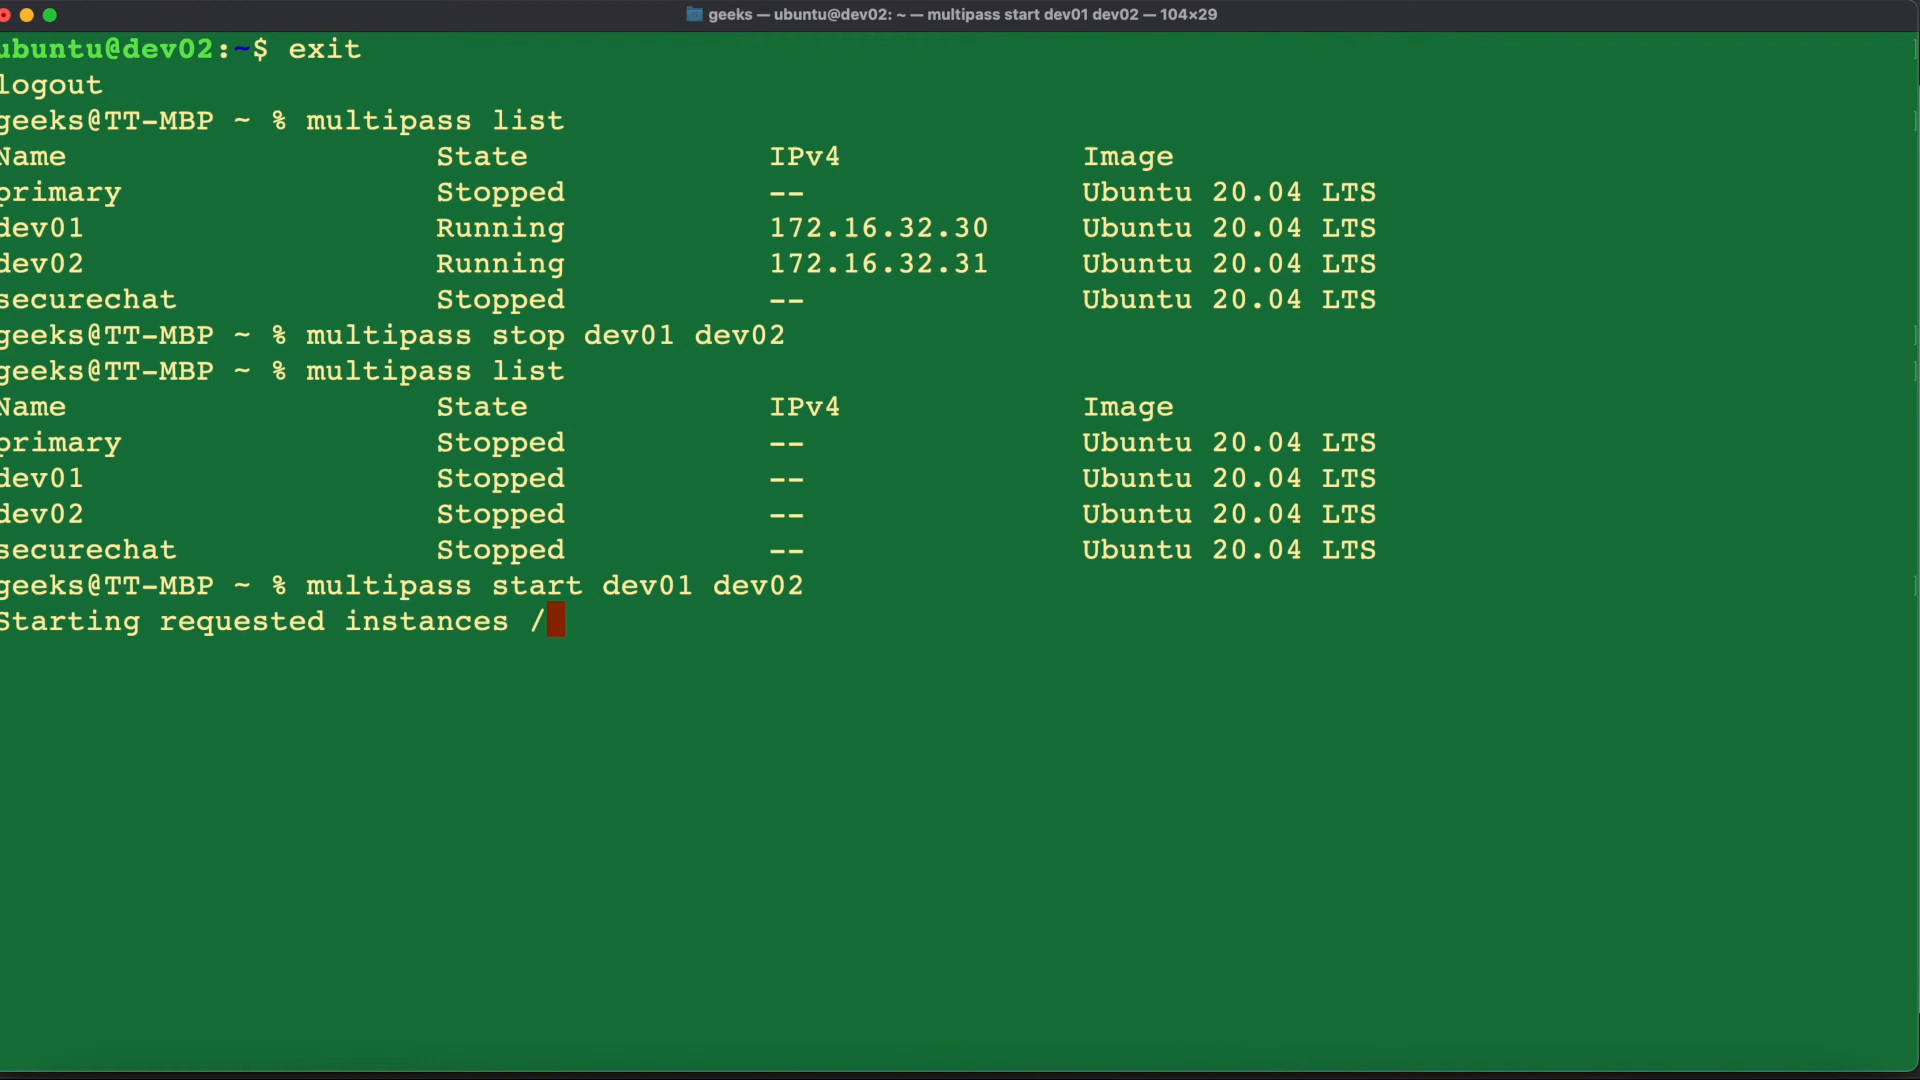 geeks — ubuntu@dev02: ~ — multipass start dev01 dev02 — 104×29
ubuntu@dev02:~$ exit
logout
geeks@TT-MBP ~ % multipass list
Name State IPv4 Image
primary Stopped -- Ubuntu 20.04 LTS
dev01 Running 172.16.32.30 Ubuntu 20.04 LTS
dev02 Running 172.16.32.31 Ubuntu 20.04 LTS
securechat Stopped -- Ubuntu 20.04 LTS
geeks@TT-MBP ~ % multipass stop dev01 dev02
geeks@TT-MBP ~ % multipass list
Name State IPv4 Image
primary Stopped -- Ubuntu 20.04 LTS
dev01 Stopped -- Ubuntu 20.04 LTS
dev02 Stopped -- Ubuntu 20.04 LTS
securechat Stopped -- Ubuntu 20.04 LTS
geeks@TT-MBP ~ % multipass start dev01 dev02
Starting requested instances /